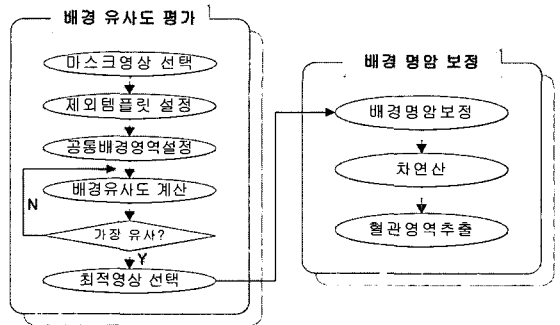 배경 유사도 평가
마스크영상 선택
제외템플릿 설정
공통배경영역설정
배경유사도 계산
N
가장 유사?
Y
최적영상 선택
배경 명암 보정
배경명암보정
차연산
혈관영역추출